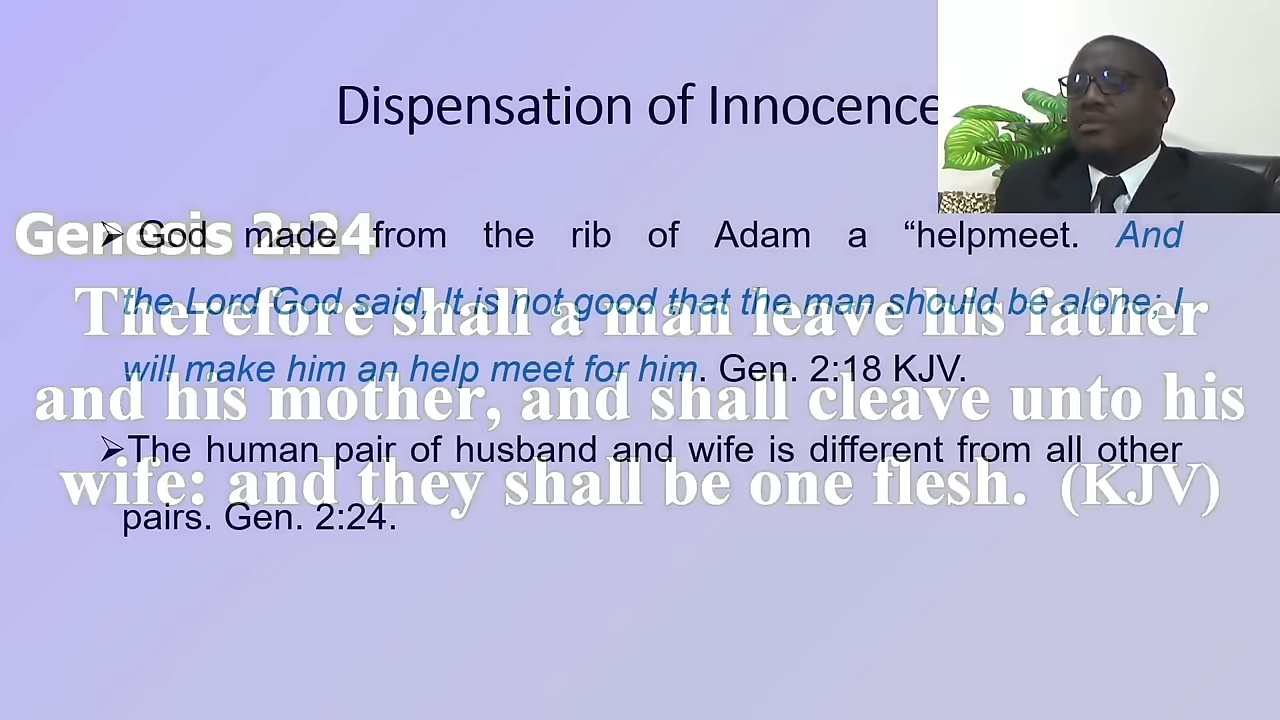 Dispensation of Innocence
Genesis 2:24
➢ God made from the rib of Adam a “helpmeet. And
the Lord God said, It is not good that the man should be alone; I
will make him an help meet for him. Gen. 2:18 KJV.
➢The human pair of husband and wife is different from all other
pairs. Gen. 2:24.
Therefore shall a man leave his father
and his mother, and shall cleave unto his
wife: and they shall be one flesh. (KJV)